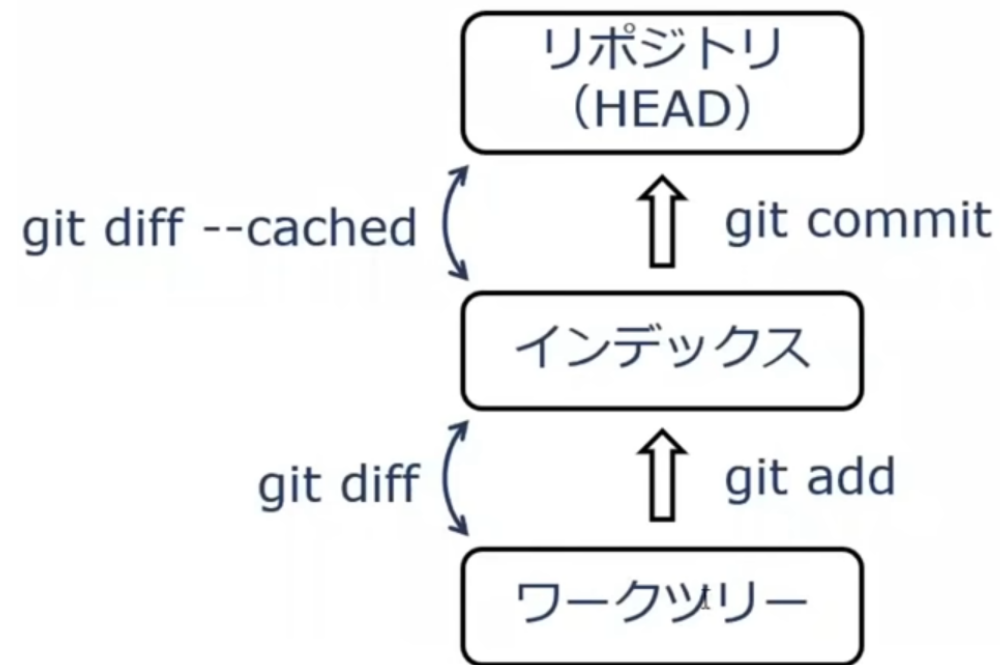 リポジトリ
（HEAD）
git diff --cached
git commit
インデックス
git diff
git add
ワークツリー